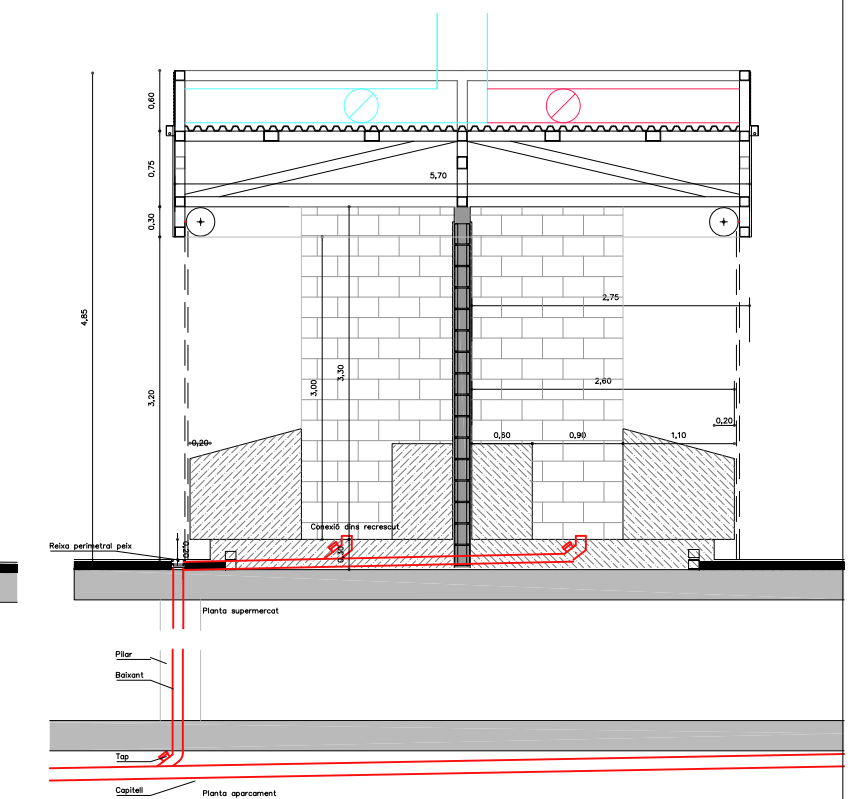 0,60
0,75
5,70
0,30
2,75
4,85
3,30
3,00
2,60
3,20
0,20
0,20
0,60
0,90
1,10
Conexió dins recrescut
Reixa perimetral peix
0,20
0,30
Planta supermercat
Pilar
Baixant
Tap
Capitell
Planta aparcament